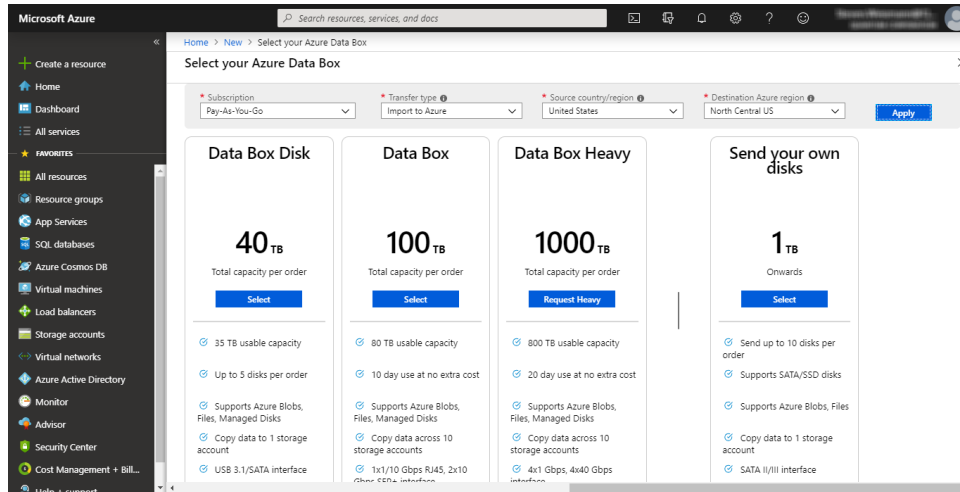 Microsoft Azure
Search resources, services, and docs
Home > New > Select your Azure Data Box
Select your Azure Data Box
Create a resource
Home
Dashboard
All services
FAVORITES
All resources
Resource groups
App Services
SQL databases
Azure Cosmos DB
Virtual machines
Load balancers
Storage accounts
Virtual networks
Azure Active Directory
Monitor
Advisor
Security Center
Cost Management + Bill...
Help + support
* Subscription
Pay-As-You-Go
* Transfer type
Import to Azure
* Source country/region
United States
* Destination Azure region
North Central US
Apply
Data Box Disk
40 TB
Total capacity per order
Select
35 TB usable capacity
Up to 5 disks per order
Supports Azure Blobs,
Files, Managed Disks
Copy data to 1 storage
account
USB 3.1/SATA interface
Data Box
100 TB
Total capacity per order
Select
80 TB usable capacity
10 day use at no extra cost
Supports Azure Blobs,
Files, Managed Disks
Copy data across 10
storage accounts
1x1/10 Gbps RJ45, 2x10
Gbps SFP+ interface
Data Box Heavy
1000 TB
Total capacity per order
Request Heavy
800 TB usable capacity
20 day use at no extra cost
Supports Azure Blobs,
Files, Managed Disks
Copy data across 10
storage accounts
4x1 Gbps, 4x40 Gbps
interface
Send your own
disks
1 TB
Onwards
Select
Send up to 10 disks per
order
Supports SATA/SSD disks
Supports Azure Blobs, Files
Copy data to 1 storage
account
SATA II/III interface